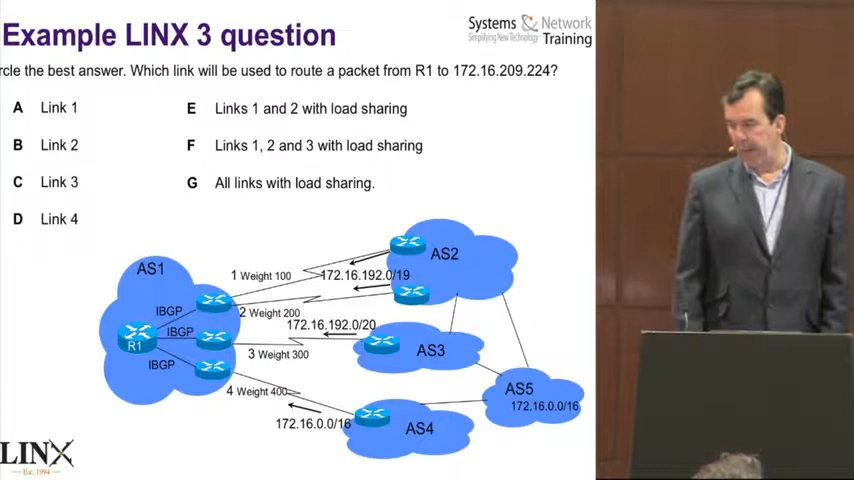 Example LINX 3 question
Systems & Network
Simplifying New Technology
Training
rcle the best answer. Which link will be used to route a packet from R1 to 172.16.209.224?
A Link 1
E Links 1 and 2 with load sharing
B Link 2
F Links 1, 2 and 3 with load sharing
C Link 3
G All links with load sharing.
D Link 4
AS1
AS2
1 Weight 100
172.16.192.0/19
IBGP
2 Weight 200
172.16.192.0/20
IBGP
R1
3 Weight 300
AS3
IBGP
4 Weight 400
AS5
172.16.0.0/16
172.16.0.0/16
AS4
LINX
Est. 1994